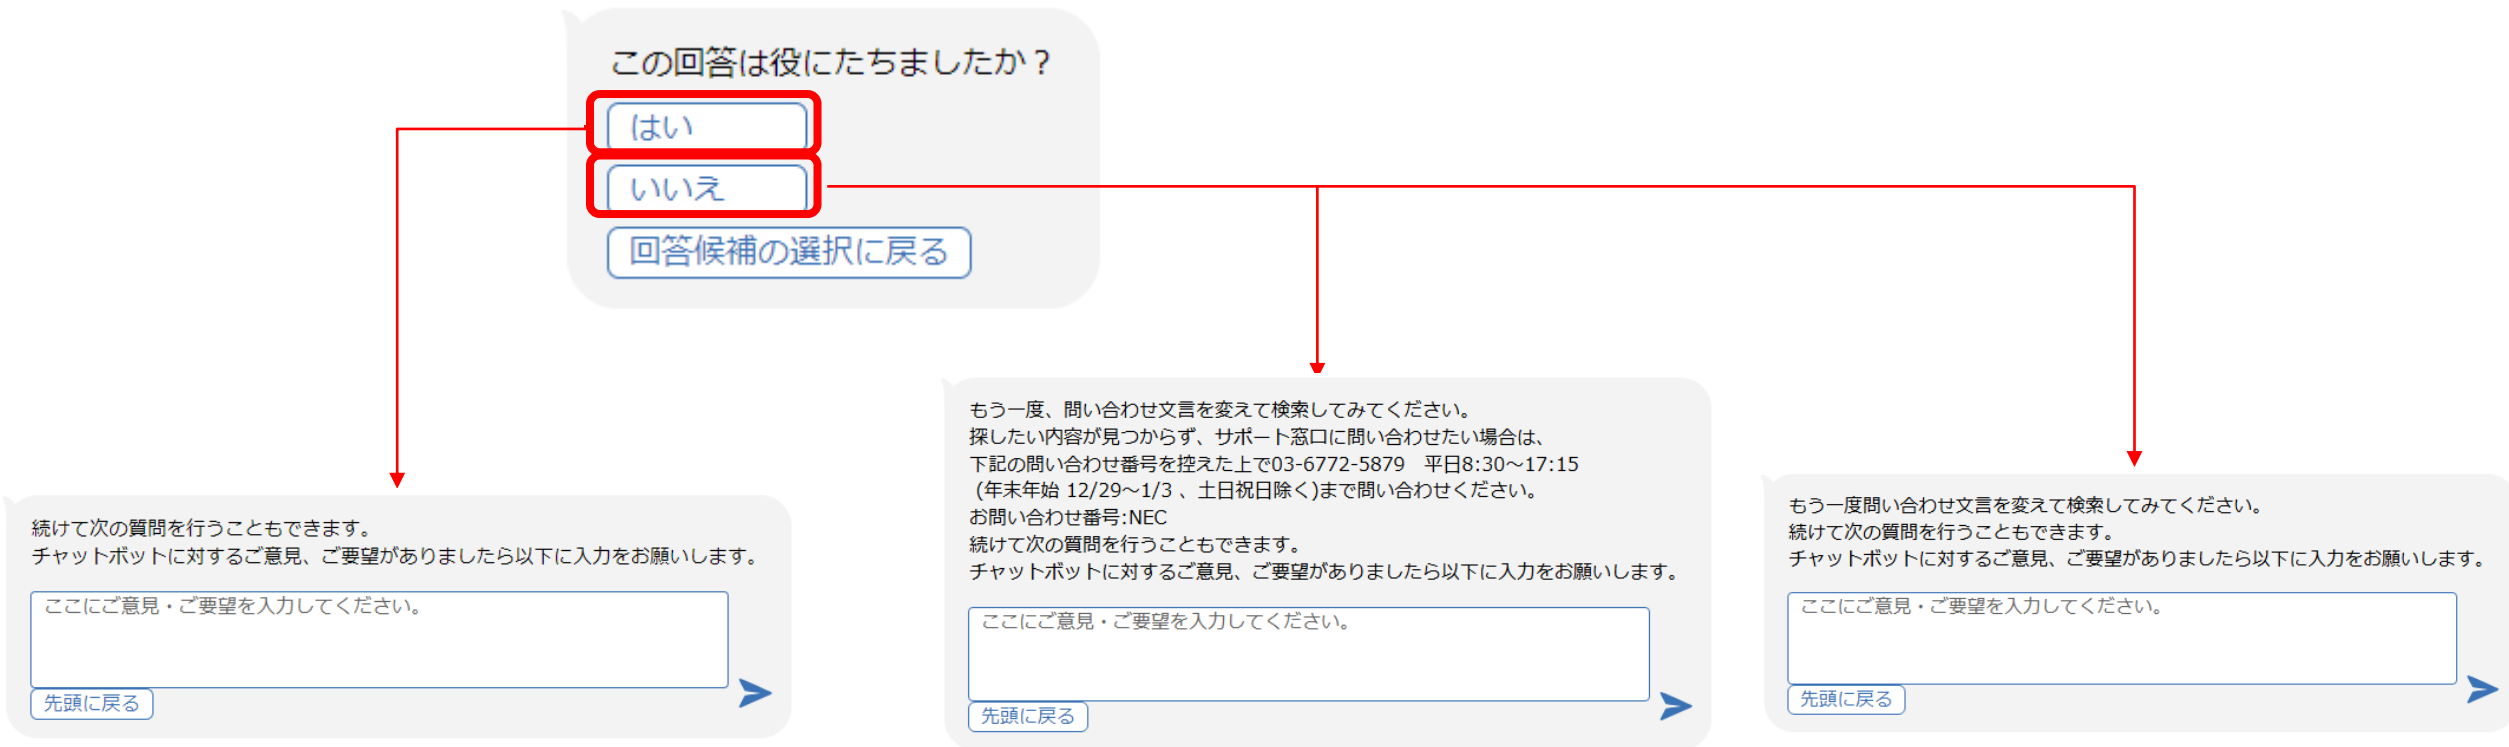 この回答は役にたちましたか？
はい
いいえ
回答候補の選択に戻る
続けて次の質問を行うこともできます。
チャットボットに対するご意見、ご要望がありましたら以下に入力をお願いします。
ここにご意見・ご要望を入力してください。
先頭に戻る
もう一度、問い合わせ文言を変えて検索してみてください。
探したい内容が見つからず、サポート窓口に問い合わせたい場合は、
下記の問い合わせ番号を控えた上で03-6772-5879　平日8:30～17:15
(年末年始 12/29～1/3 、土日祝日除く)まで問い合わせください。
お問い合わせ番号:NEC
続けて次の質問を行うこともできます。
チャットボットに対するご意見、ご要望がありましたら以下に入力をお願いします。
ここにご意見・ご要望を入力してください。
先頭に戻る
もう一度問い合わせ文言を変えて検索してみてください。
続けて次の質問を行うこともできます。
チャットボットに対するご意見、ご要望がありましたら以下に入力をお願いします。
ここにご意見・ご要望を入力してください。
先頭に戻る